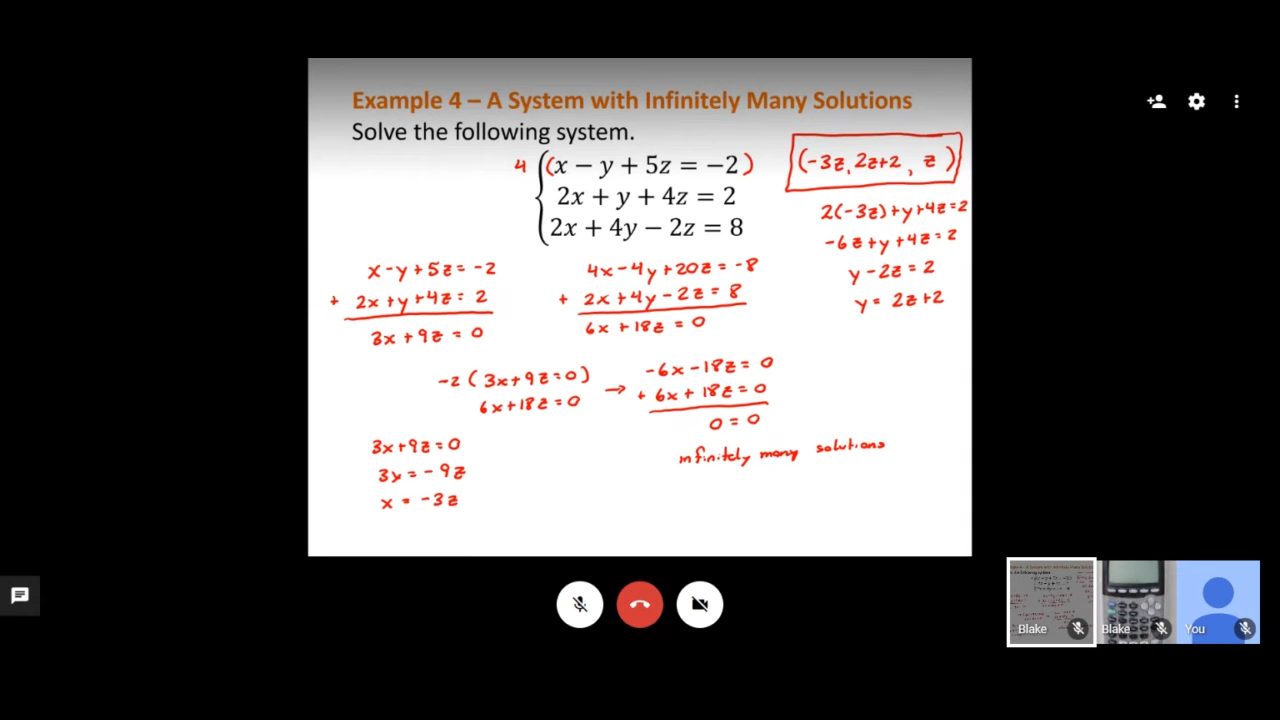 Example 4 – A System with Infinitely Many Solutions
Solve the following system.
4 (x − y + 5z = −2)
2x + y + 4z = 2
2x + 4y − 2z = 8
(-3z, 2z+2, z)
2(-3z)+y+4z=2
-6z+y+4z=2
y-2z=2
y= 2z+2
x-y+5z=-2
+ 2x+y+4z= 2
3x+9z=0
4x-4y+20z=-8
+ 2x+4y-2z=8
6x+18z=0
-2(3x+9z=0)
6x+18z=0
→ -6x-18z=0
+ 6x+18z=0
0=0
infinitely many solutions
3x+9z=0
3x=-9z
x = -3z
Blake
Blake
You